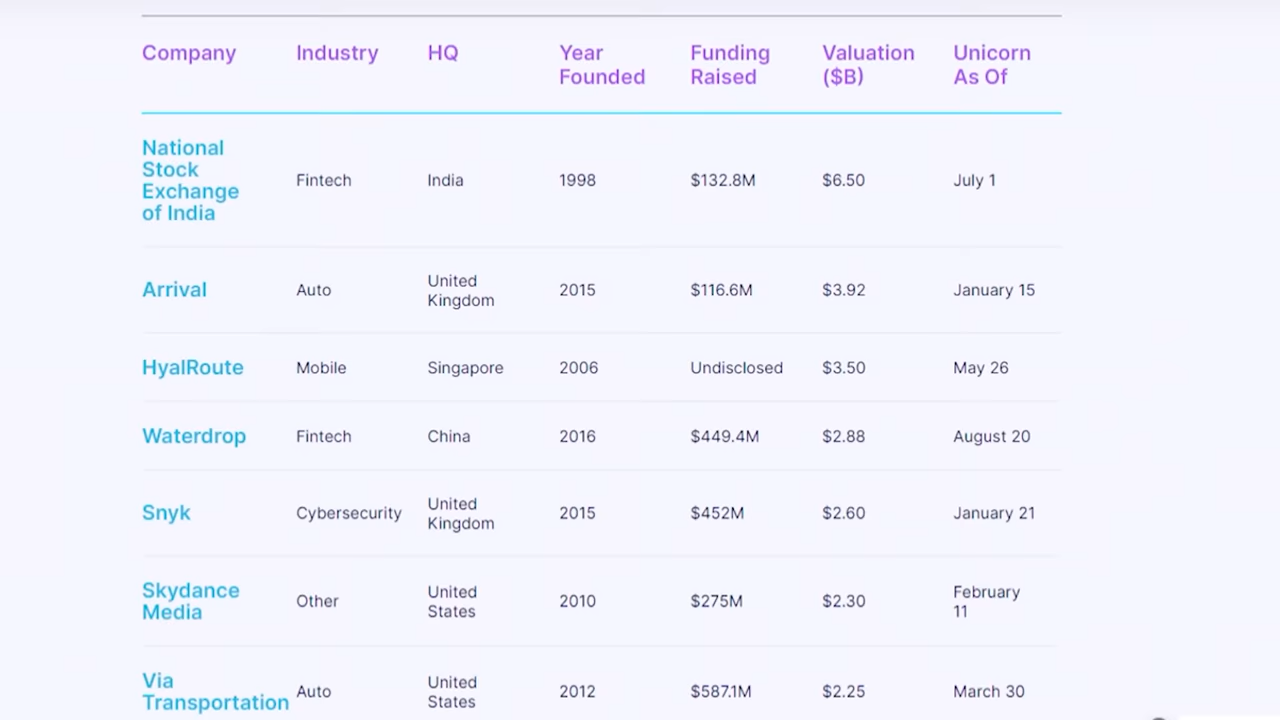 Company Industry HQ Year Founded Funding Raised Valuation ($B) Unicorn As Of
National Stock Exchange of India Fintech India 1998 $132.8M $6.50 July 1
Arrival Auto United Kingdom 2015 $116.6M $3.92 January 15
HyalRoute Mobile Singapore 2006 Undisclosed $3.50 May 26
Waterdrop Fintech China 2016 $449.4M $2.88 August 20
Snyk Cybersecurity United Kingdom 2015 $452M $2.60 January 21
Skydance Media Other United States 2010 $275M $2.30 February 11
Via Transportation Auto United States 2012 $587.1M $2.25 March 30